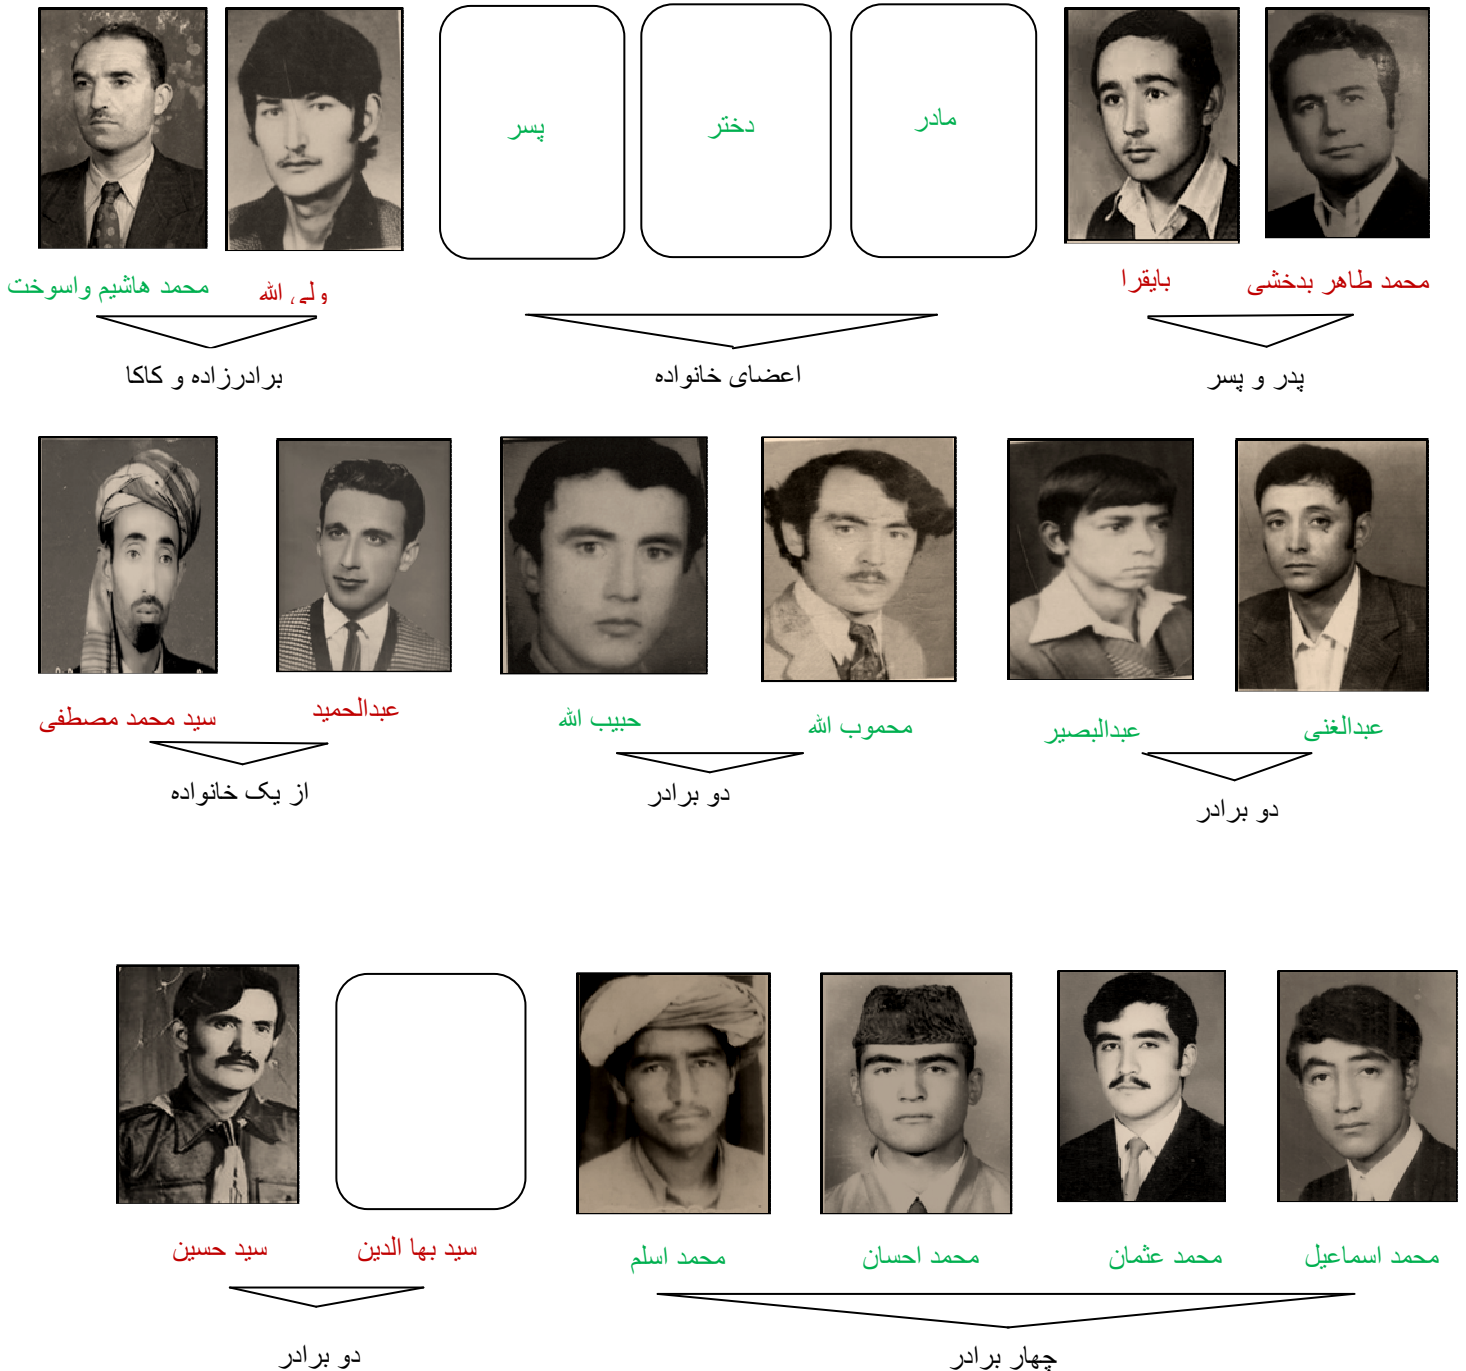 مادر
دختر
پسر
محمد طاهر بدخشی
بایقرا
ولی الله
محمد هاشیم واسوخت
پدر و پسر
اعضای خانواده
برادرزاده و کاکا
عبدالغنی
عبدالبصیر
محموب الله
حبیب الله
عبدالحمید
سید محمد مصطفی
دو برادر
دو برادر
از یک خانواده
محمد اسماعیل
محمد عثمان
محمد احسان
محمد اسلم
سید بها الدین
سید حسین
چهار برادر
دو برادر